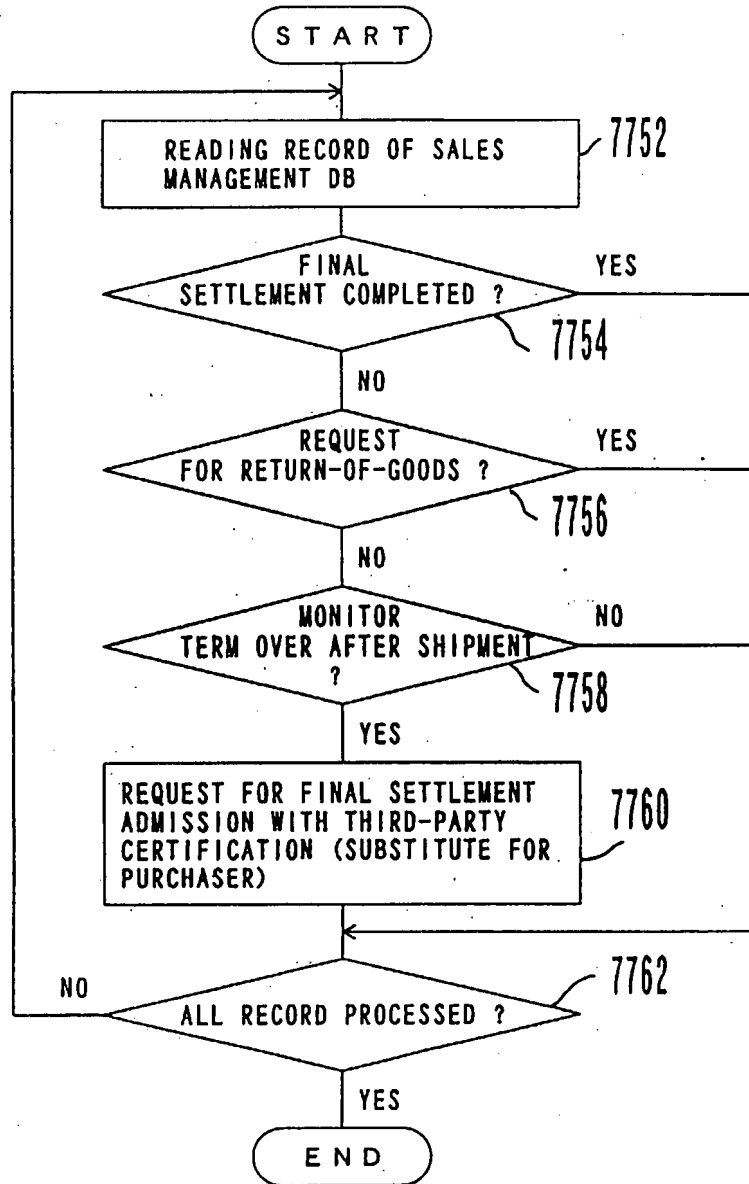 START
READING RECORD OF SALES
MANAGEMENT DB
7752
FINAL
SETTLEMENT COMPLETED ?
YES
7754
NO
REQUEST
FOR RETURN-OF-GOODS ?
YES
7756
NO
MONITOR
TERM OVER AFTER SHIPMENT
?
NO
7758
YES
REQUEST FOR FINAL SETTLEMENT
ADMISSION WITH THIRD-PARTY
CERTIFICATION (SUBSTITUTE FOR
PURCHASER)
7760
NO
ALL RECORD PROCESSED ?
7762
YES
END